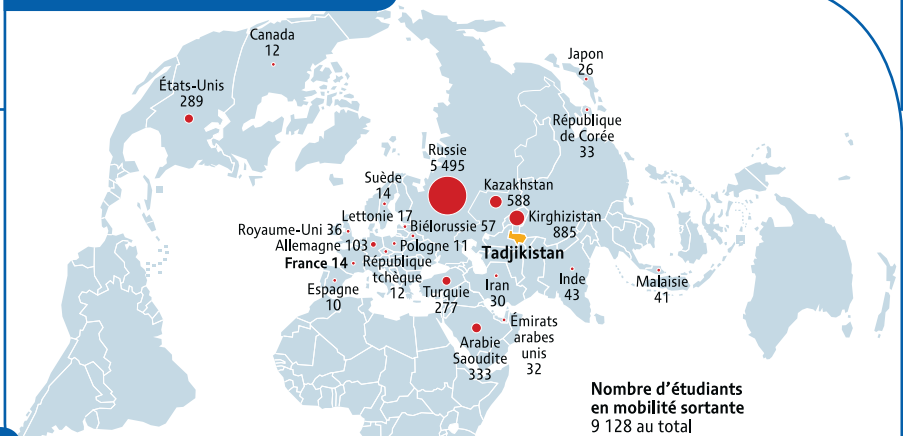 Canada
12
Japon
26
États-Unis
289
République
de Corée
33
Russie
5 495
Suède
14
Kazakhstan
588
Lettonie 17
Kirghizistan
885
Royaume-Uni 36
Biélorussie 57
Allemagne 103
Pologne 11
Tadjikistan
France 14
République
tchèque
12
Espagne
10
Turquie
277
Iran
30
Inde
43
Malaisie
41
Émirats
arabes
unis
32
Arabie
Saoudite
333
Nombre d'étudiants
en mobilité sortante
9 128 au total